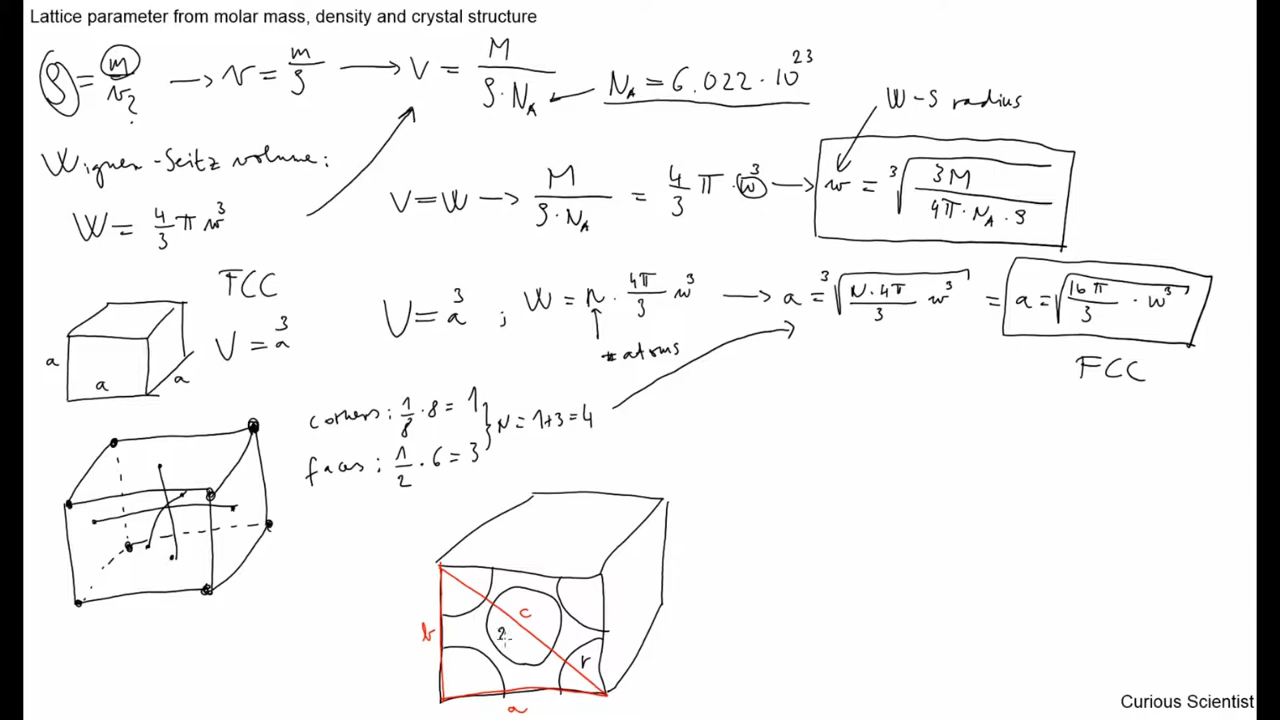 Lattice parameter from molar mass, density and crystal structure
ρ = m/v? → v = m/ρ → V = M/(ρ · N_A) ← N_A = 6.022 · 10^23
W-S radius
Wigner-Seitz volume:
W = 4/3 π w^3
V = W → M/(ρ · N_A) = 4/3 π · w^3 → w = ∛(3M/(4π · N_A · ρ))
FCC
V = a^3
V = a^3 ; W = N · 4π/3 w^3 → a = ∛(N · 4π/3 w^3) = a = √(16π/3 · w^3)
# atoms
FCC
a
a
a
corners: 1/8 · 8 = 1 } N = 1+3 = 4
faces: 1/2 · 6 = 3
c
b
2
r
a
Curious Scientist